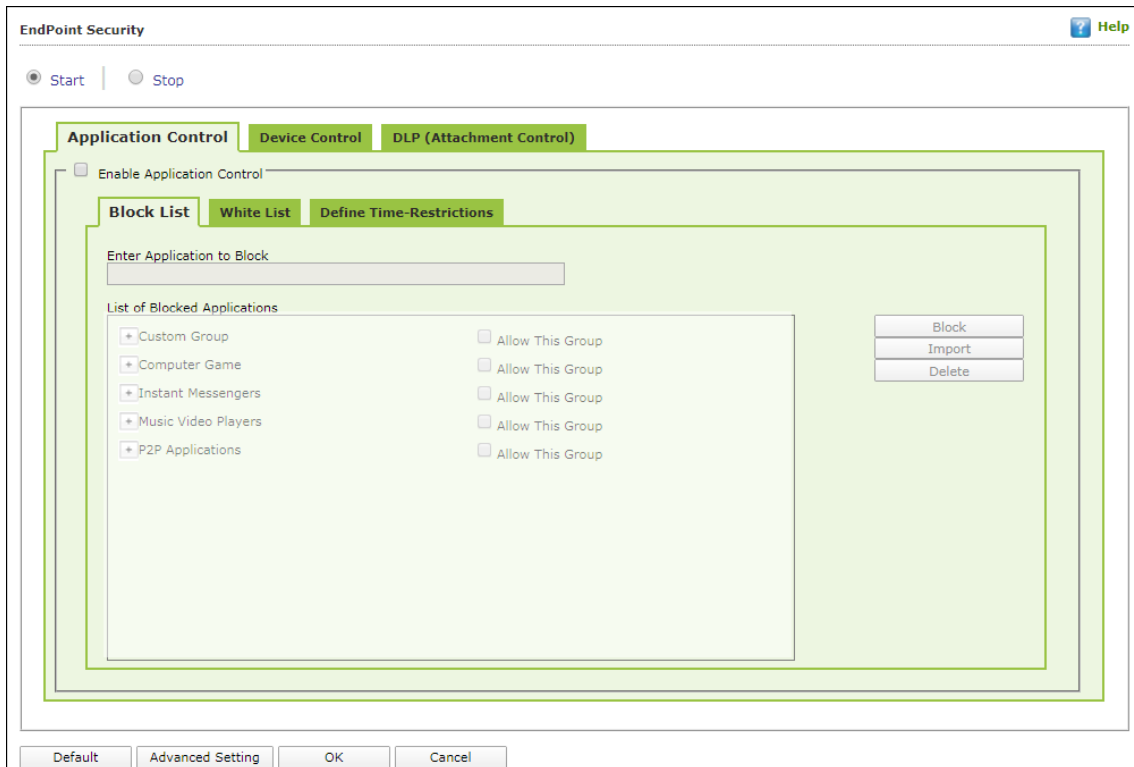 EndPoint Security
? Help
Start | Stop
Application Control Device Control DLP (Attachment Control)
Enable Application Control
Block List White List Define Time-Restrictions
Enter Application to Block
List of Blocked Applications
+ Custom Group Allow This Group
+ Computer Game Allow This Group
+ Instant Messengers Allow This Group
+ Music Video Players Allow This Group
+ P2P Applications Allow This Group
Block
Import
Delete
Default Advanced Setting OK Cancel